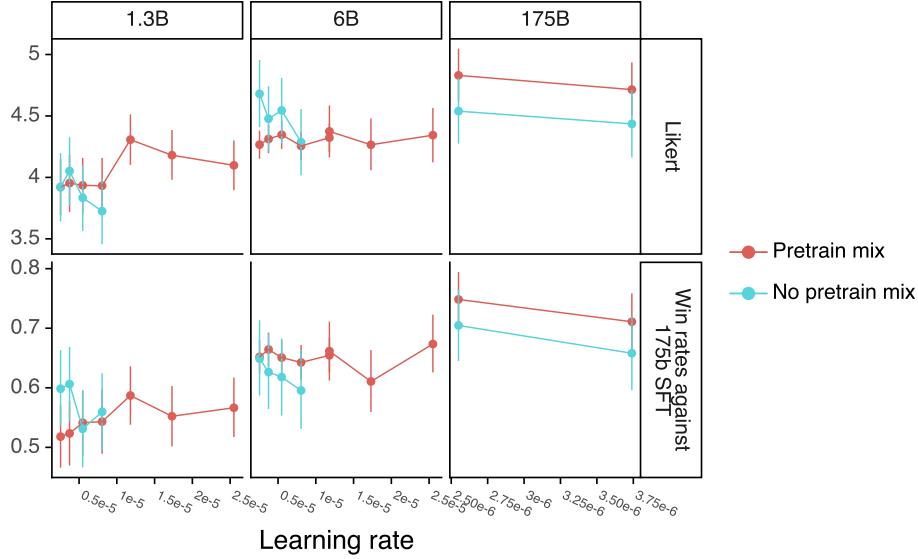 1.3B 6B 175B
5
4.5
4
3.5
Likert
0.8
0.7
0.6
0.5
Win rates against
175b SFT
Pretrain mix
No pretrain mix
0.5e-5 1e-5 1.5e-5 2e-5 2.5e-5 0.5e-5 1e-5 1.5e-5 2e-5 2.5e-5 2.50e-6 2.75e-6 3e-6 3.25e-6 3.50e-6 3.75e-6
Learning rate